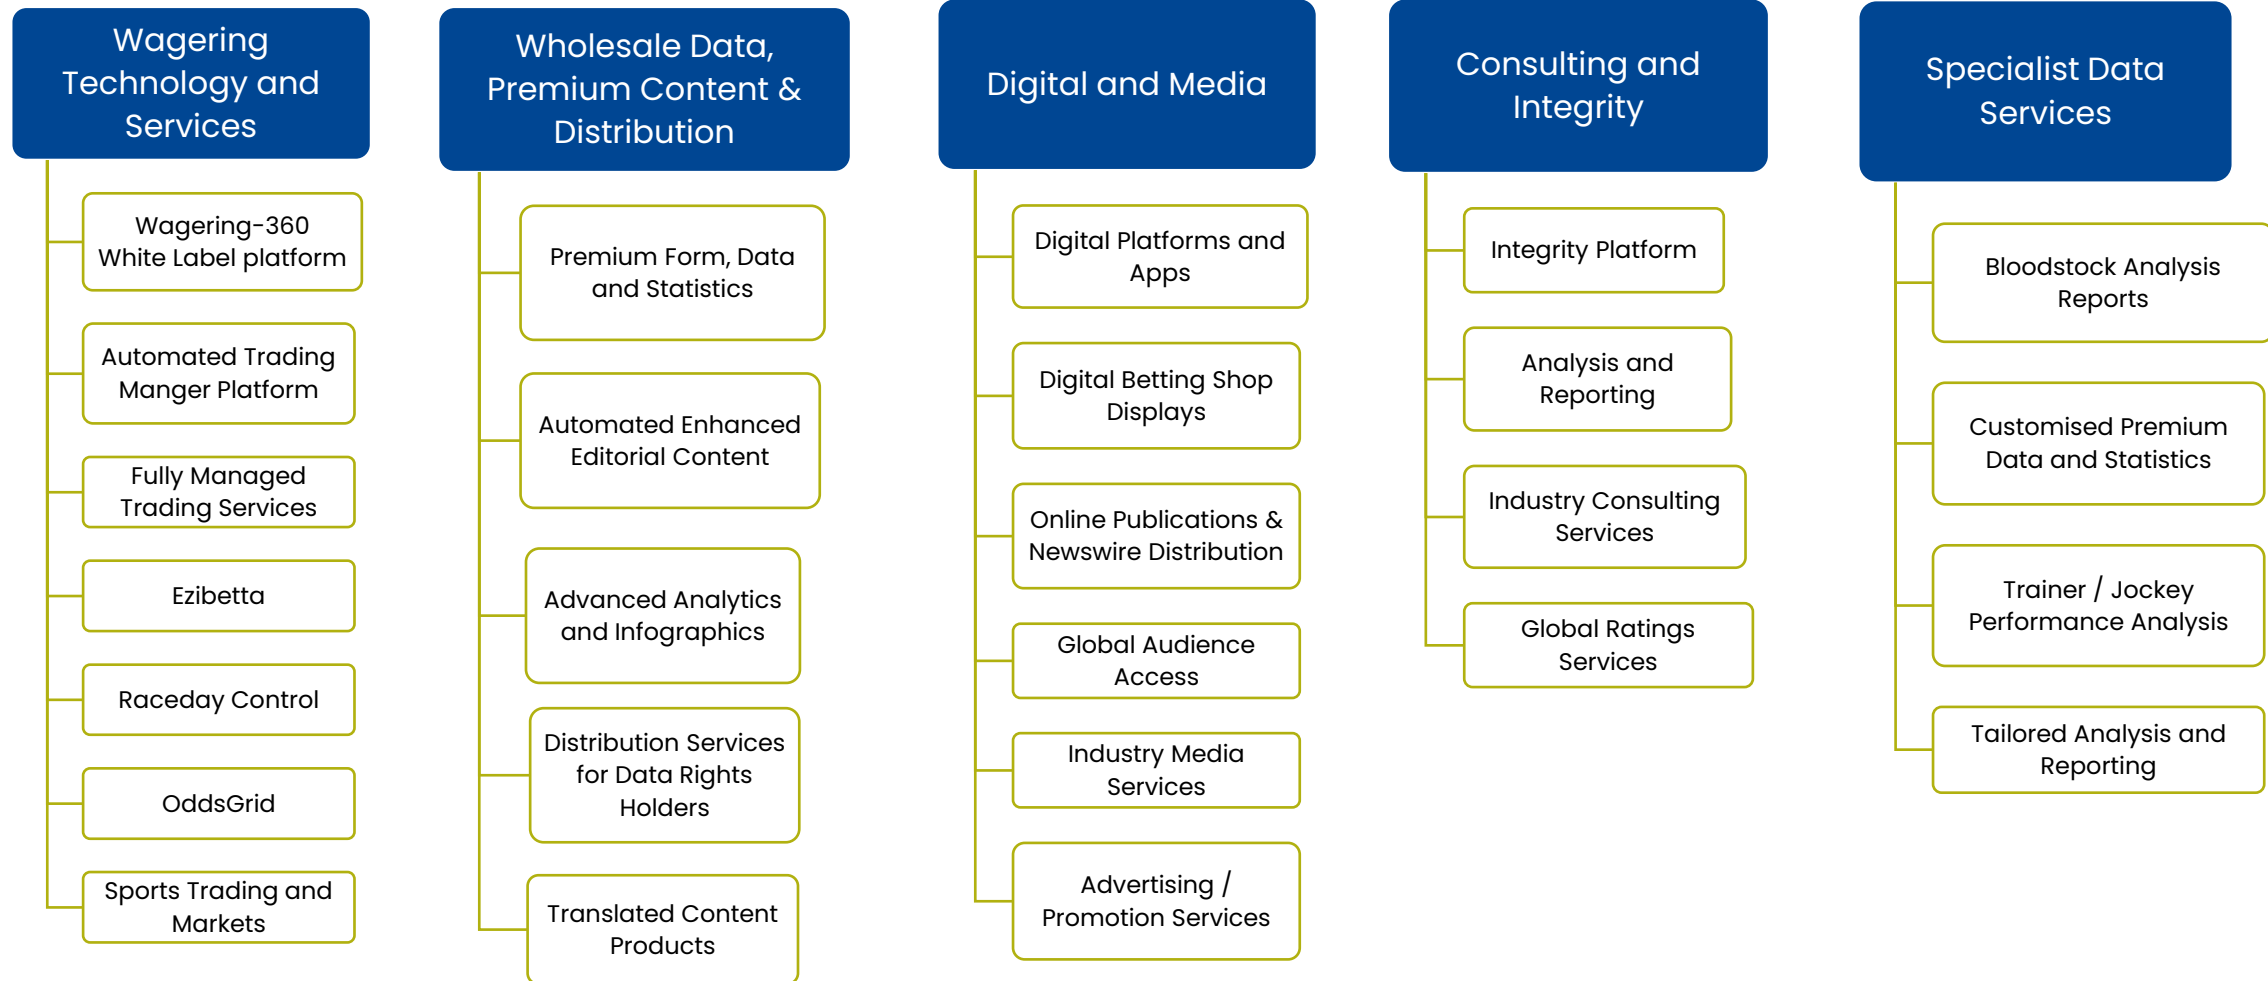 Wagering
Technology and
Services
Wagering-360
White Label platform
Automated Trading
Manger Platform
Fully Managed
Trading Services
Ezibetta
Raceday Control
OddsGrid
Sports Trading and
Markets
Wholesale Data,
Premium Content &
Distribution
Premium Form, Data
and Statistics
Automated Enhanced
Editorial Content
Advanced Analytics
and Infographics
Distribution Services
for Data Rights
Holders
Translated Content
Products
Digital and Media
Digital Platforms and
Apps
Digital Betting Shop
Displays
Online Publications &
Newswire Distribution
Global Audience
Access
Industry Media
Services
Advertising /
Promotion Services
Consulting and
Integrity
Integrity Platform
Analysis and
Reporting
Industry Consulting
Services
Global Ratings
Services
Specialist Data
Services
Bloodstock Analysis
Reports
Customised Premium
Data and Statistics
Trainer / Jockey
Performance Analysis
Tailored Analysis and
Reporting